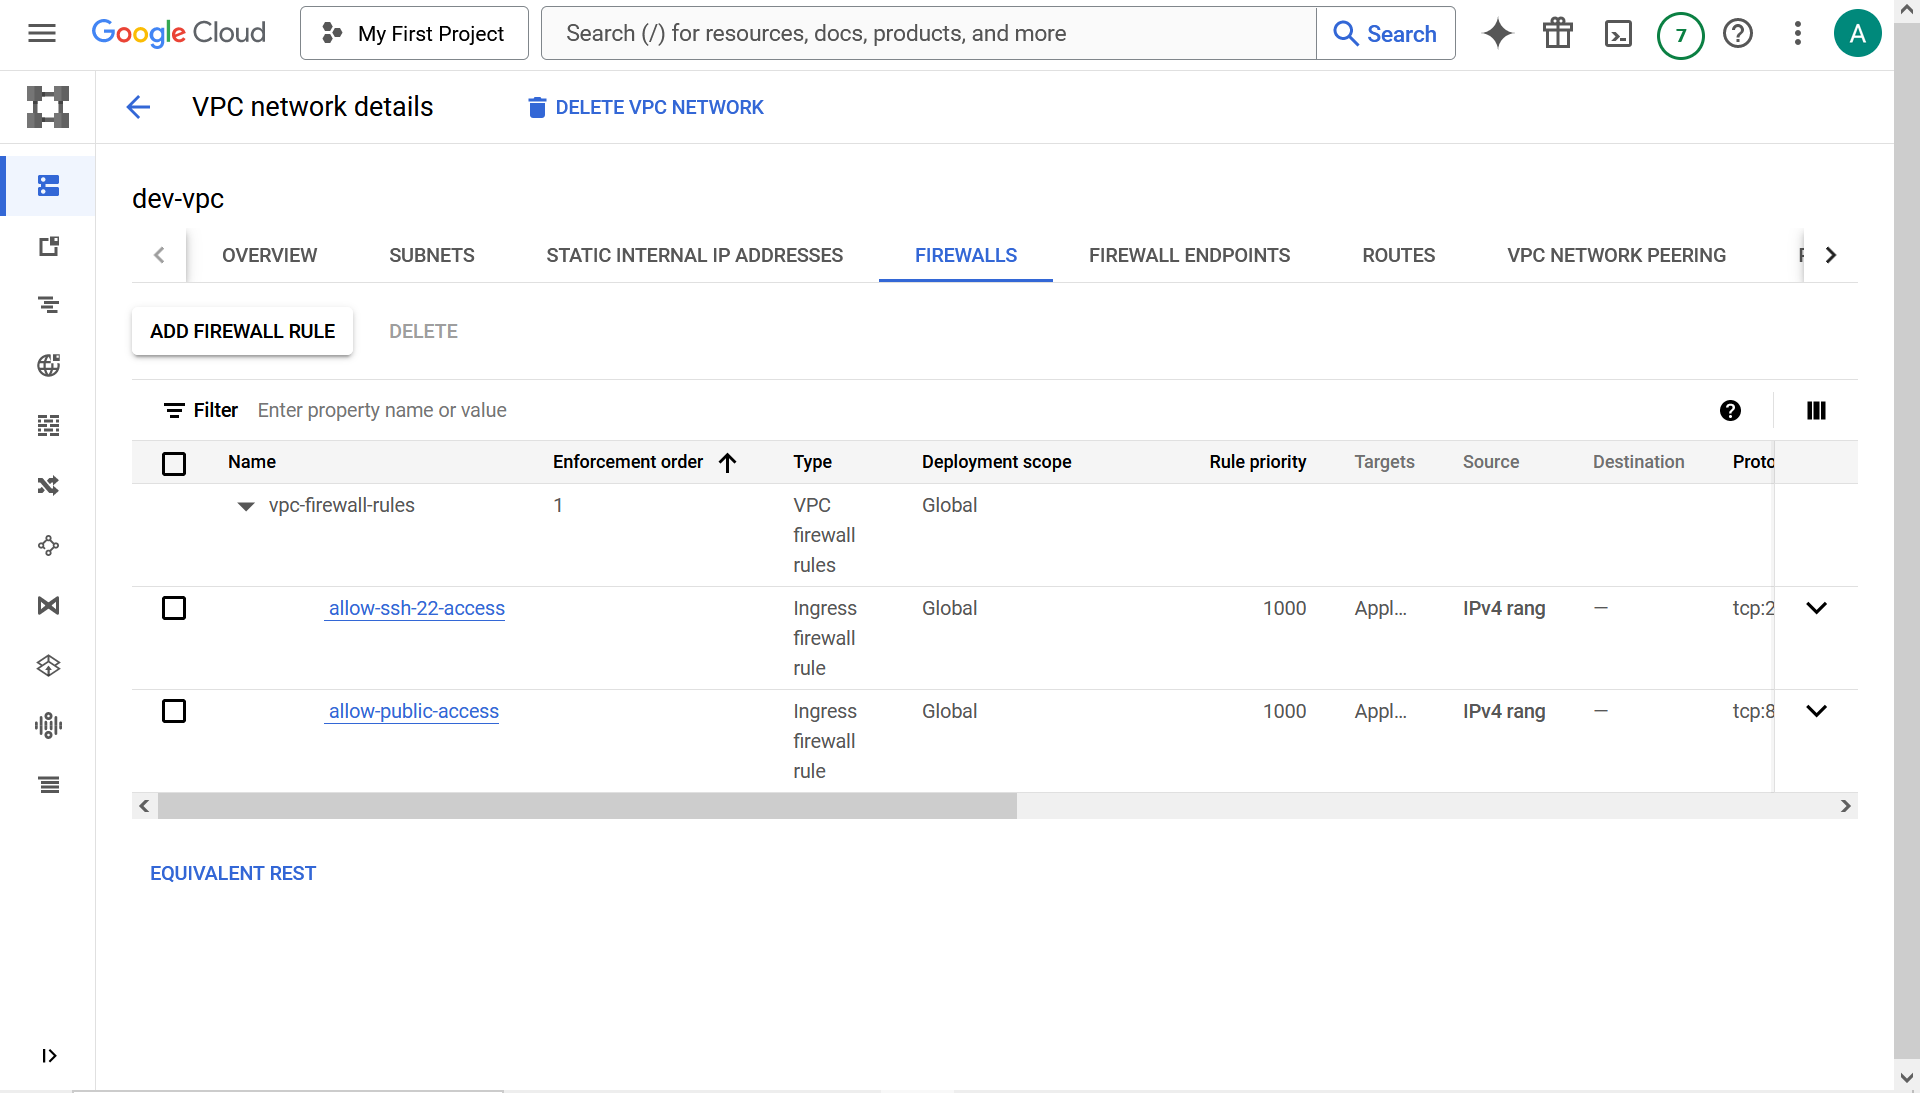 Google Cloud
My First Project
Search (/) for resources, docs, products, and more
Search
7
A
VPC network details
DELETE VPC NETWORK
dev-vpc
OVERVIEW
SUBNETS
STATIC INTERNAL IP ADDRESSES
FIREWALLS
FIREWALL ENDPOINTS
ROUTES
VPC NETWORK PEERING
ADD FIREWALL RULE
DELETE
Filter Enter property name or value
Name Enforcement order Type Deployment scope Rule priority Targets Source Destination Proto
vpc-firewall-rules 1 VPC Global
firewall
rules
allow-ssh-22-access Ingress Global 1000 Appl... IPv4 rang — tcp:2
firewall
rule
allow-public-access Ingress Global 1000 Appl... IPv4 rang — tcp:8
firewall
rule
EQUIVALENT REST